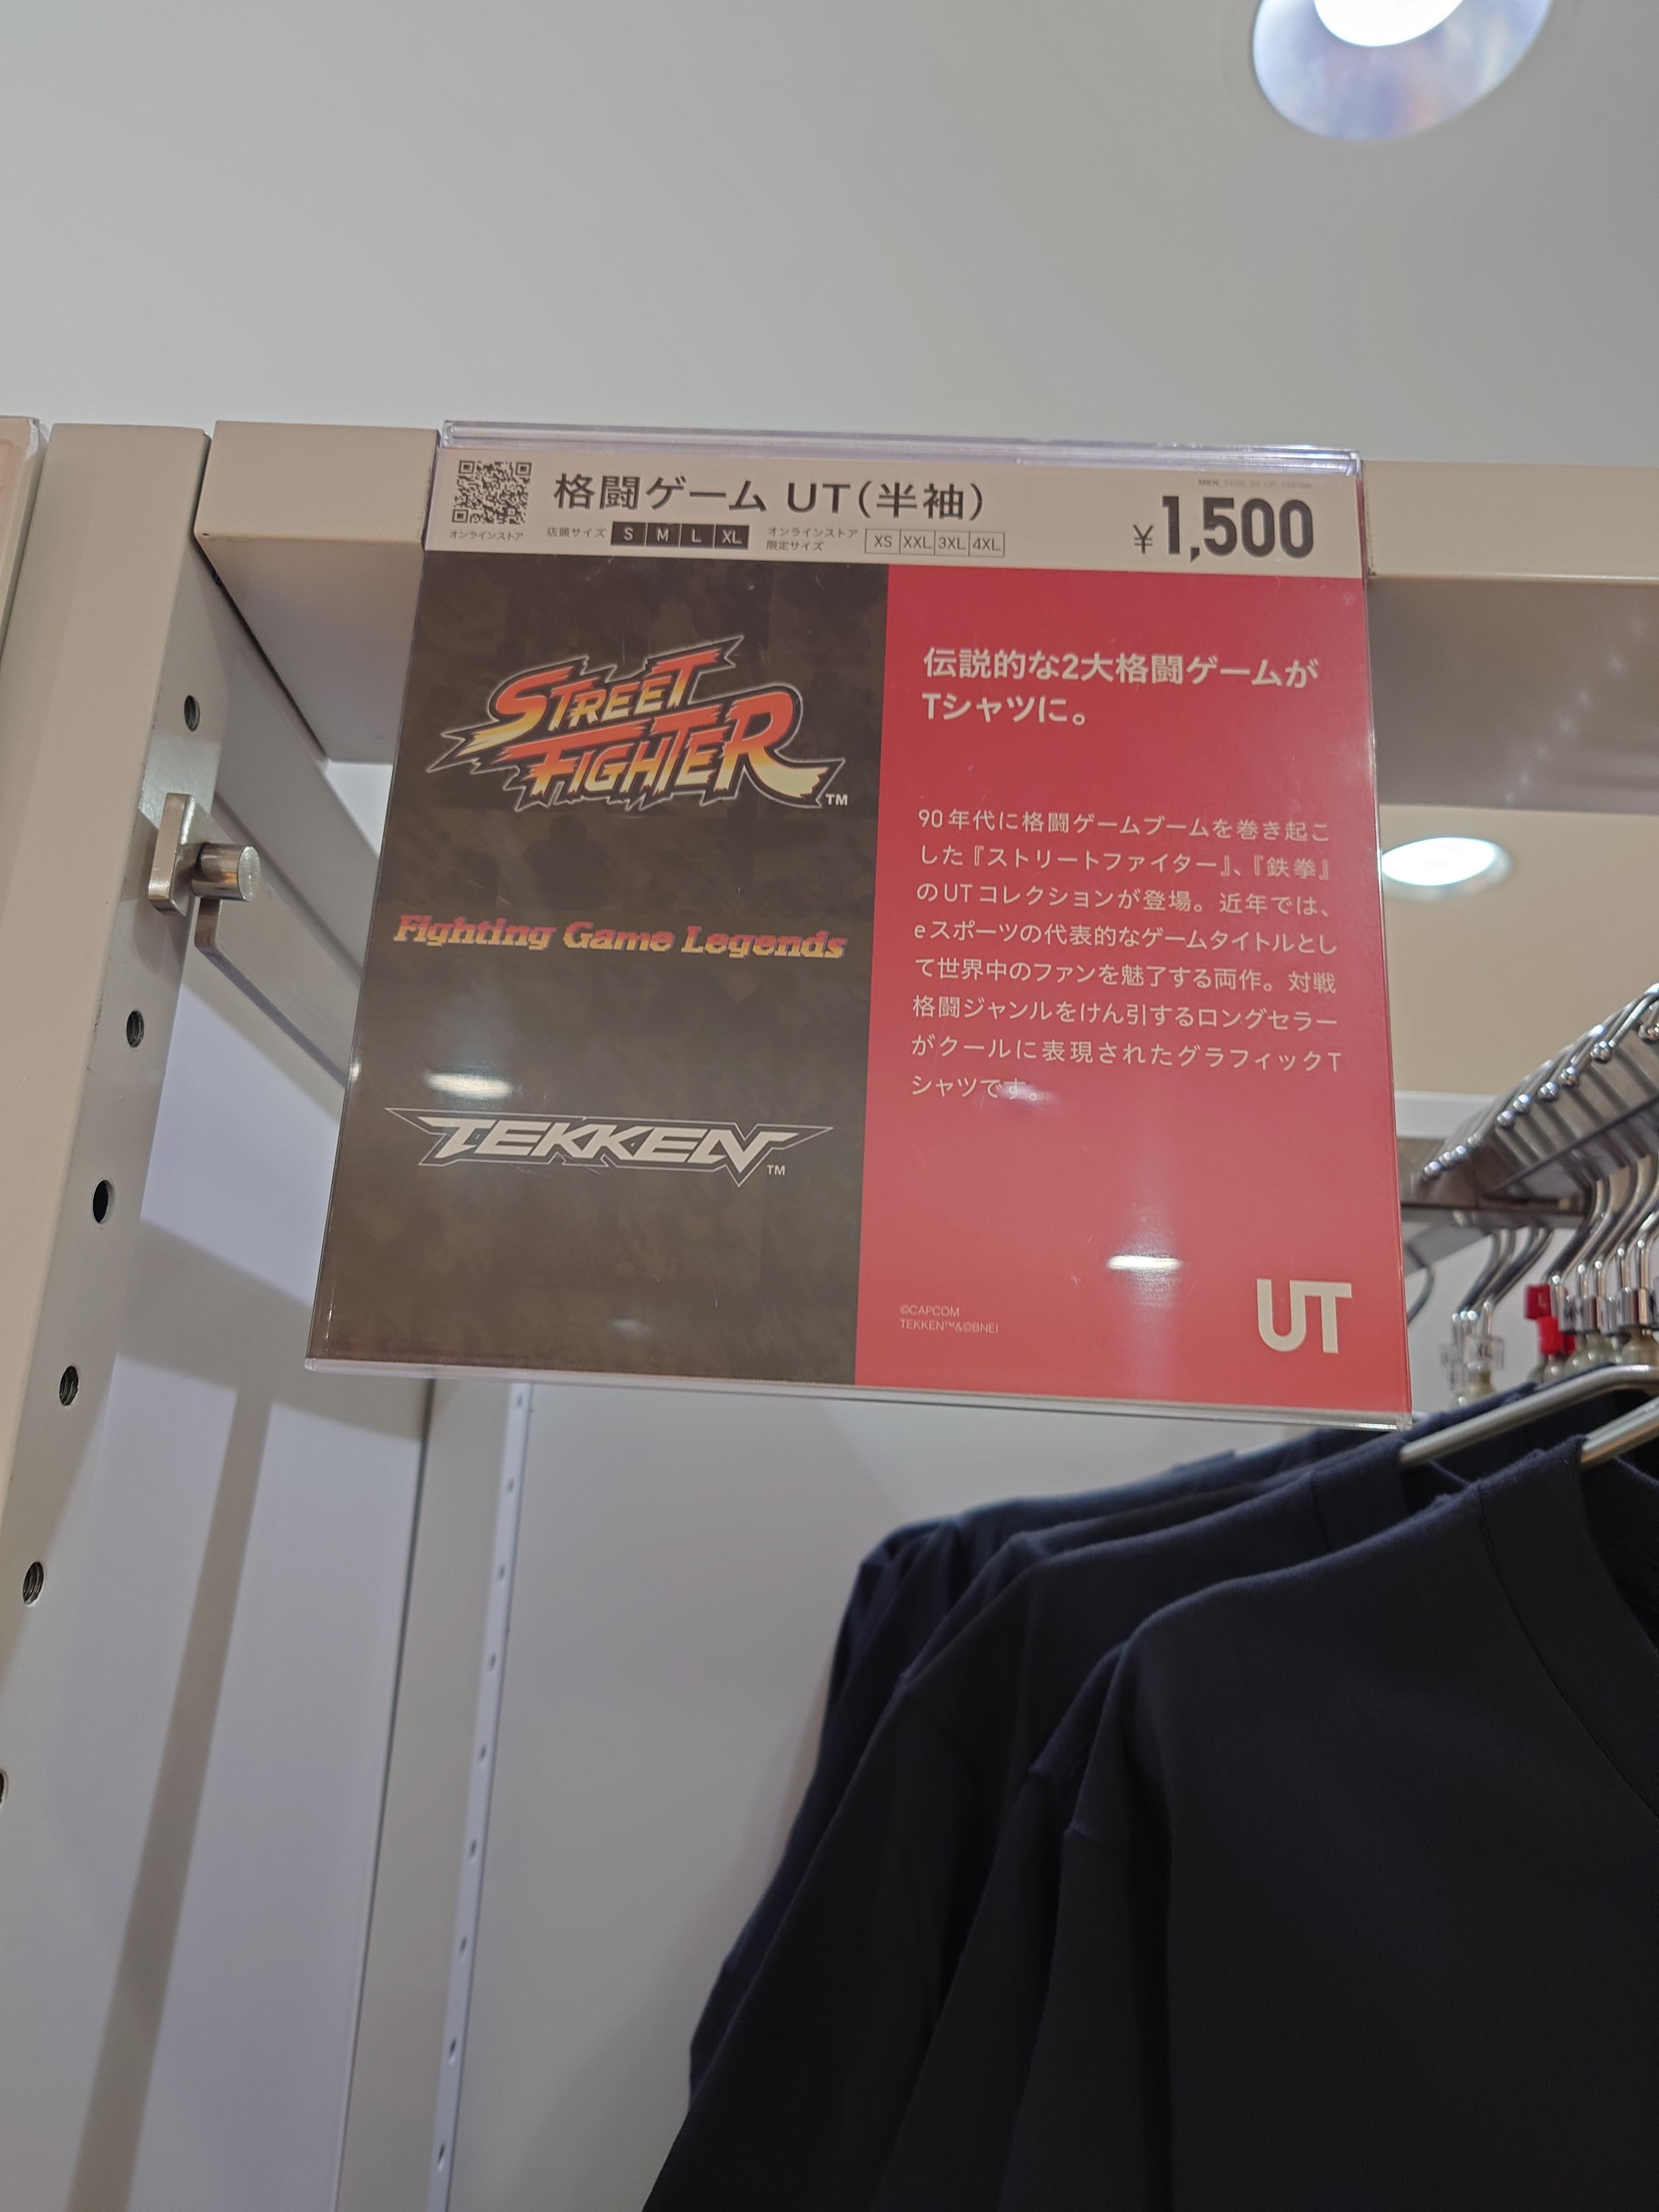 格闘ゲーム UT(半袖)
オンラインストア
店頭サイズ S M L XL
オンラインストア
限定サイズ XS XXL 3XL 4XL
MEN
¥1,500
STREET
FIGHTER™
Fighting Game Legends
TEKKEN™
伝説的な2大格闘ゲームが
Tシャツに。
90年代に格闘ゲームブームを巻き起こ
した『ストリートファイター』、『鉄拳』
のUTコレクションが登場。近年では、
eスポーツの代表的なゲームタイトルとし
て世界中のファンを魅了する両作。対戦
格闘ジャンルをけん引するロングセラー
がクールに表現されたグラフィックT
シャツです。
©CAPCOM
TEKKEN™&©BNEI
UT
XL